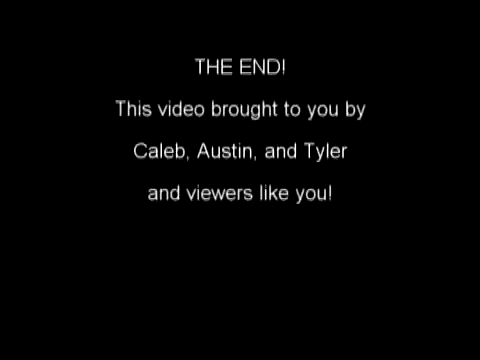 THE END!
This video brought to you by
Caleb, Austin, and Tyler
and viewers like you!